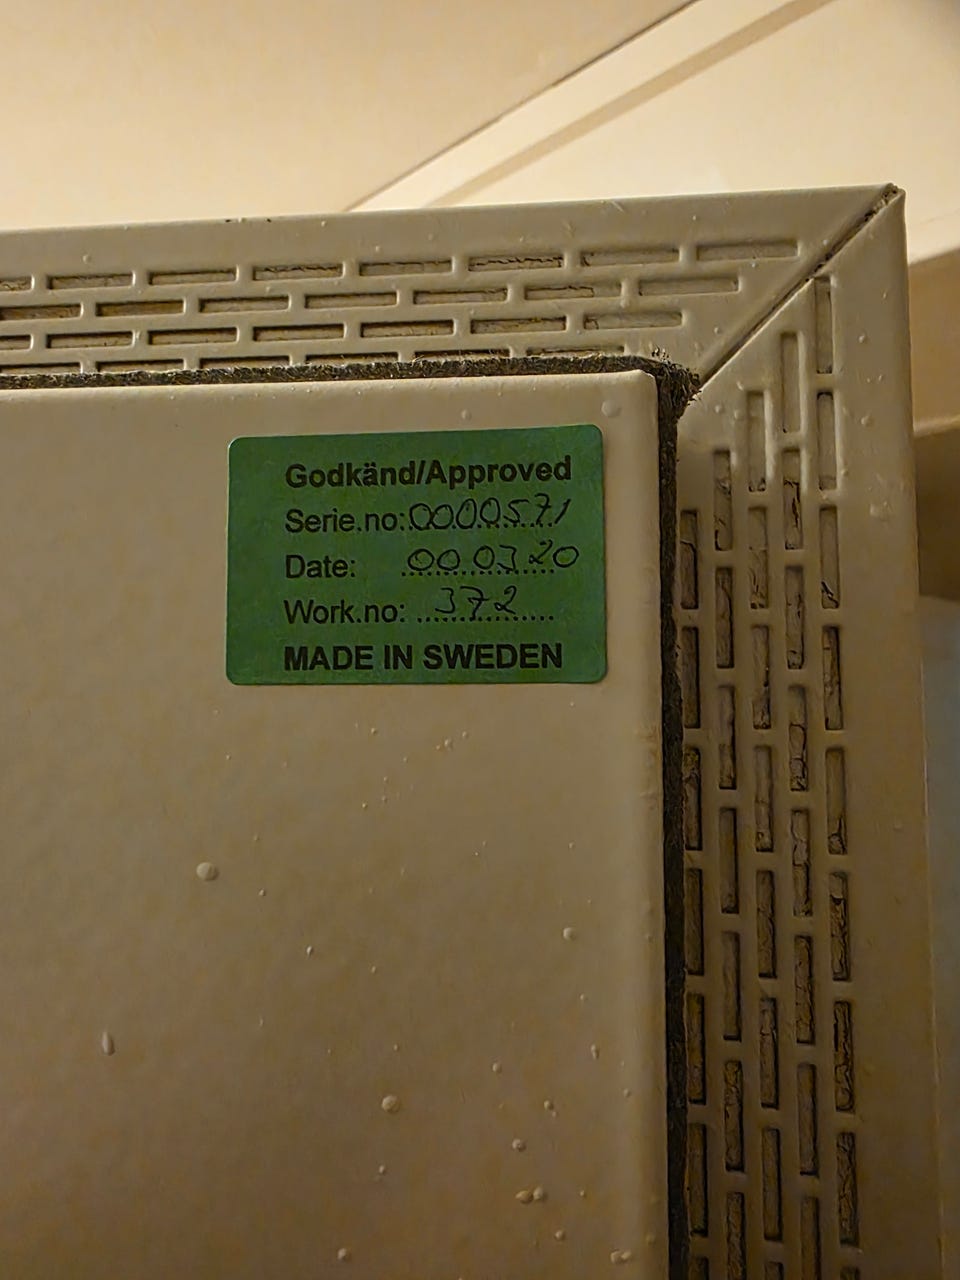 Godkänd/Approved
Serie.no: 0000571
Date: 00 03 20
Work.no: 372
MADE IN SWEDEN